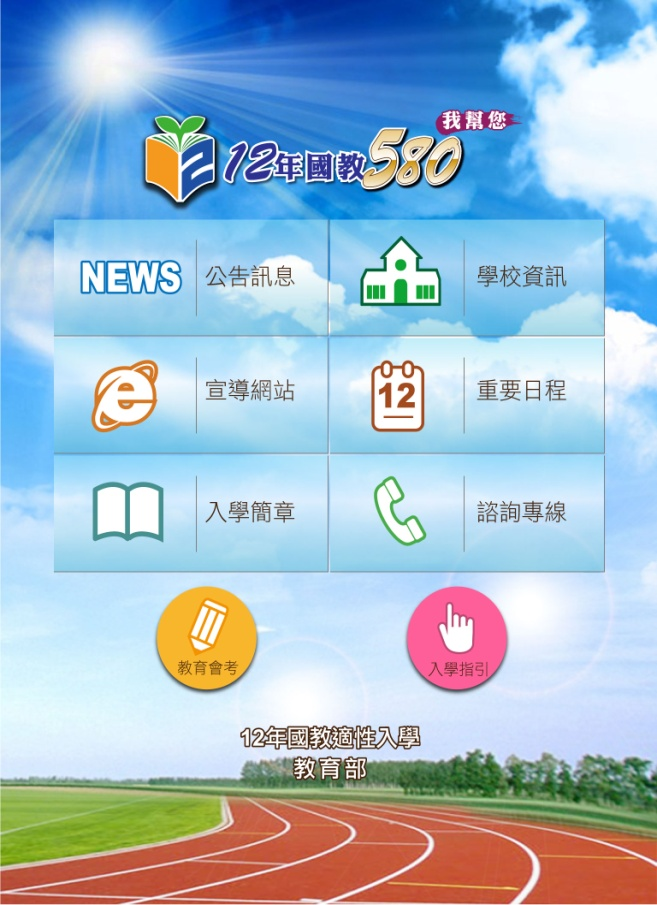 我幫您
12年國教580
NEWS 公告訊息
學校資訊
宣導網站
12 重要日程
入學簡章
諮詢專線
教育會考
入學指引
12年國教適性入學
教育部